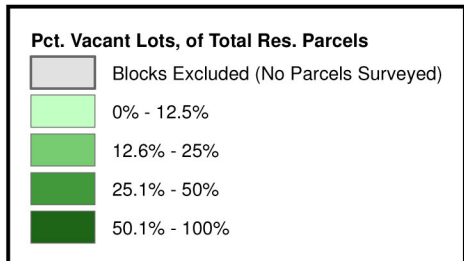 Pct. Vacant Lots, of Total Res. Parcels
Blocks Excluded (No Parcels Surveyed)
0% - 12.5%
12.6% - 25%
25.1% - 50%
50.1% - 100%